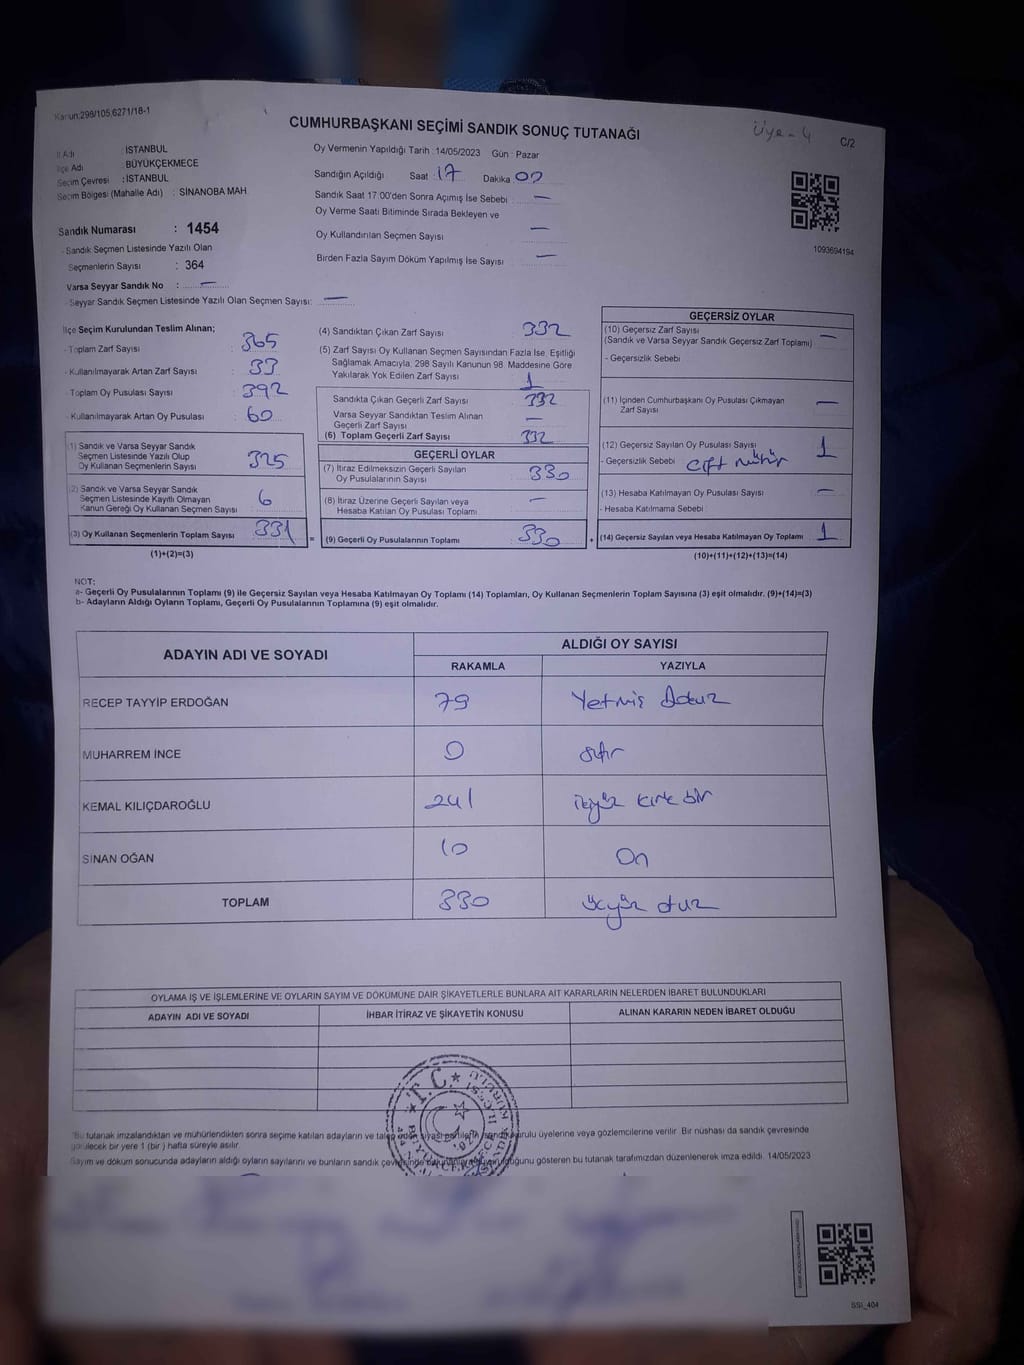 Kanun:298/105,6271/18-1
CUMHURBAŞKANI SEÇİMİ SANDIK SONUÇ TUTANAĞI
Üye-4
C/2
İl Adı : İSTANBUL
İlçe Adı : BÜYÜKÇEKMECE
Seçim Çevresi : İSTANBUL
Seçim Bölgesi (Mahalle Adı) : SİNANOBA MAH.
Oy Vermenin Yapıldığı Tarih : 14/05/2023 Gün : Pazar
Sandığın Açıldığı Saat : 17 Dakika : 00
Sandık Saat 17.00'den Sonra Açımış İse Sebebi : —
Oy Verme Saati Bitiminde Sırada Bekleyen ve
Oy Kullandırılan Seçmen Sayısı —
Birden Fazla Sayım Döküm Yapılmış İse Sayısı —
1093694194
Sandık Numarası : 1454
- Sandık Seçmen Listesinde Yazılı Olan
Seçmenlerin Sayısı : 364
Varsa Seyyar Sandık No : —
- Seyyar Sandık Seçmen Listesinde Yazılı Olan Seçmen Sayısı: —
İlçe Seçim Kurulundan Teslim Alınan;
- Toplam Zarf Sayısı : 365
- Kullanılmayarak Artan Zarf Sayısı : 33
- Toplam Oy Pusulası Sayısı : 392
- Kullanılmayarak Artan Oy Pusulası : 60
(1) Sandık ve Varsa Seyyar Sandık
Seçmen Listesinde Yazılı Olup
Oy Kullanan Seçmenlerin Sayısı 325
(2) Sandık ve Varsa Seyyar Sandık
Seçmen Listesinde Kayıtlı Olmayan
Kanun Gereği Oy Kullanan Seçmen Sayısı 6
(3) Oy Kullanan Seçmenlerin Toplam Sayısı 331
(1)+(2)=(3)
(4) Sandıktan Çıkan Zarf Sayısı 332
(5) Zarf Sayısı Oy Kullanan Seçmen Sayısından Fazla İse, Eşitliği
Sağlamak Amacıyla, 298 Sayılı Kanunun 98. Maddesine Göre
Yakılarak Yok Edilen Zarf Sayısı 1
Sandıkta Çıkan Geçerli Zarf Sayısı 332
Varsa Seyyar Sandıktan Teslim Alınan
Geçerli Zarf Sayısı —
(6) Toplam Geçerli Zarf Sayısı 332
GEÇERLİ OYLAR
(7) İtiraz Edilmeksizin Geçerli Sayılan
Oy Pusulalarının Sayısı 330
(8) İtiraz Üzerine Geçerli Sayılan veya
Hesaba Katılan Oy Pusulası Toplamı —
= (9) Geçerli Oy Pusulalarının Toplamı 330
GEÇERSİZ OYLAR
(10) Geçersiz Zarf Sayısı
(Sandık ve Varsa Seyyar Sandık Geçersiz Zarf Toplamı) —
- Geçersizlik Sebebi
(11) İçinden Cumhurbaşkanı Oy Pusulası Çıkmayan
Zarf Sayısı —
(12) Geçersiz Sayılan Oy Pusulası Sayısı 1
- Geçersizlik Sebebi Çift mühür
(13) Hesaba Katılmayan Oy Pusulası Sayısı —
- Hesaba Katılmama Sebebi
+ (14) Geçersiz Sayılan veya Hesaba Katılmayan Oy Toplamı 1
(10)+(11)+(12)+(13)=(14)
NOT:
a- Geçerli Oy Pusulalarının Toplamı (9) ile Geçersiz Sayılan veya Hesaba Katılmayan Oy Toplamı (14) Toplamları, Oy Kullanan Seçmenlerin Toplam Sayısına (3) eşit olmalıdır. (9)+(14)=(3)
b- Adayların Aldığı Oyların Toplamı, Geçerli Oy Pusulalarının Toplamına (9) eşit olmalıdır.
ADAYIN ADI VE SOYADI
ALDIĞI OY SAYISI
RAKAMLA YAZIYLA
RECEP TAYYİP ERDOĞAN 79 Yetmiş Dokuz
MUHARREM İNCE 0 sıfır
KEMAL KILIÇDAROĞLU 241 ikiyüz kırk bir
SİNAN OĞAN 10 On
TOPLAM 330 üçyüz otuz
OYLAMA İŞ VE İŞLEMLERİNE VE OYLARIN SAYIM VE DÖKÜMÜNE DAİR ŞİKAYETLERLE BUNLARA AİT KARARLARIN NELERDEN İBARET BULUNDUKLARI
ADAYIN ADI VE SOYADI İHBAR İTİRAZ VE ŞİKAYETİN KONUSU ALINAN KARARIN NEDEN İBARET OLDUĞU
T.C.
Bu tutanak imzalandıktan ve mühürlendikten sonra seçime katılan adayların ve siyasi kurulu üyelerine veya gözlemcilerine verilir. Bir nüshası da sandık çevresinde
görülecek bir yere 1 (bir) hafta süreyle asılır.
Sayım ve döküm sonucunda adayların aldığı oyların sayılarını ve bunların sandık gösteren bu tutanak tarafımızdan düzenlenerek imza edildi. 14/05/2023
SSİ_404